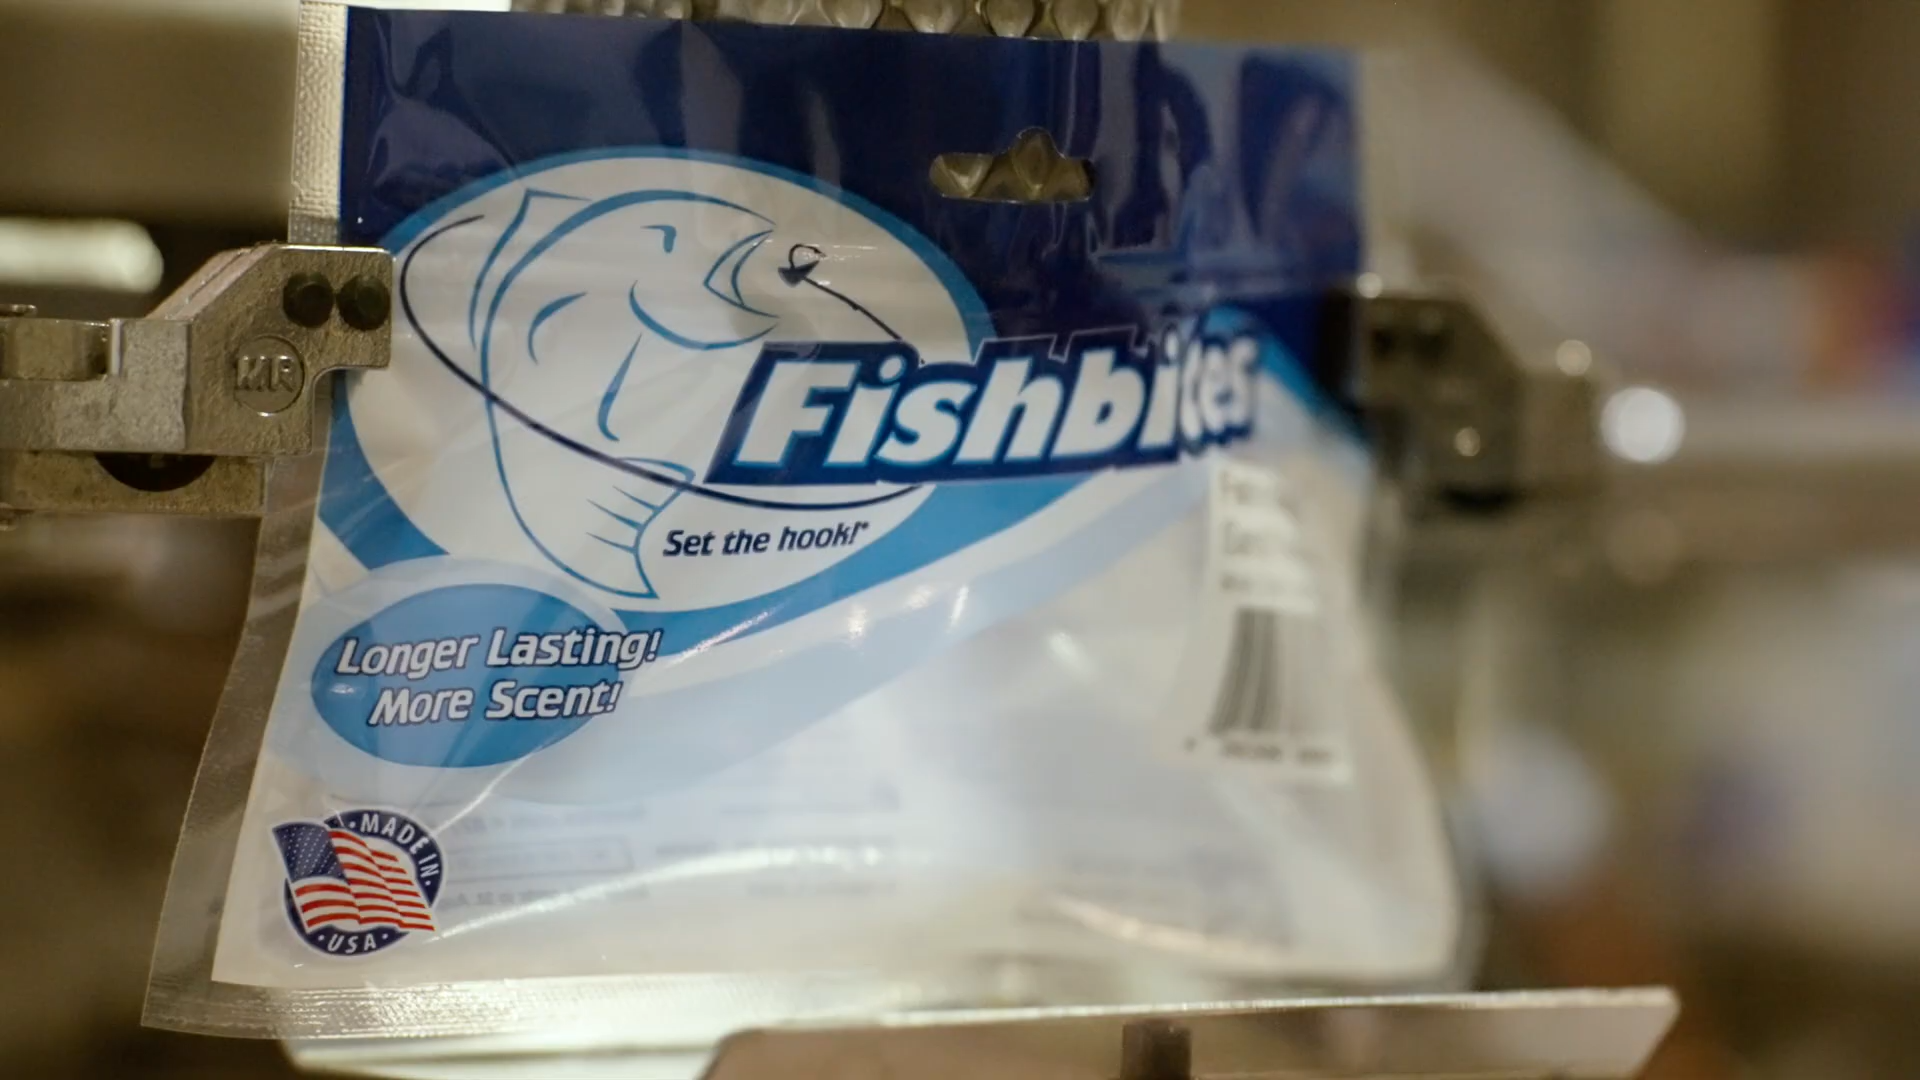 MR
Fishbites
Set the hook!®
Longer Lasting!
More Scent!
MADE IN
USA